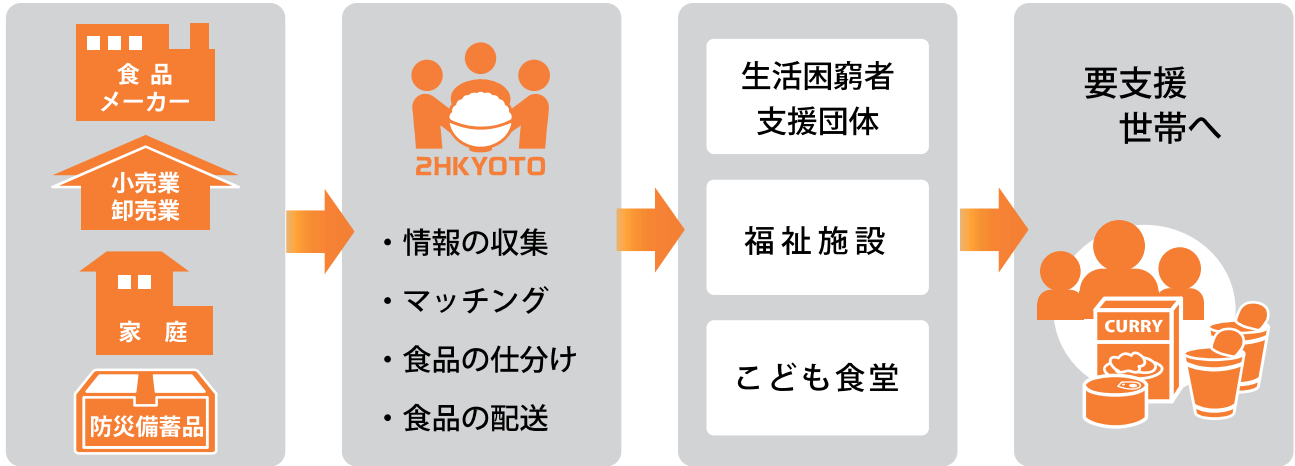 食品
メーカー
小売業
卸売業
家庭
防災備蓄品
2HKYOTO
・情報の収集
・マッチング
・食品の仕分け
・食品の配送
生活困窮者
支援団体
福祉施設
こども食堂
要支援
世帯へ
CURRY